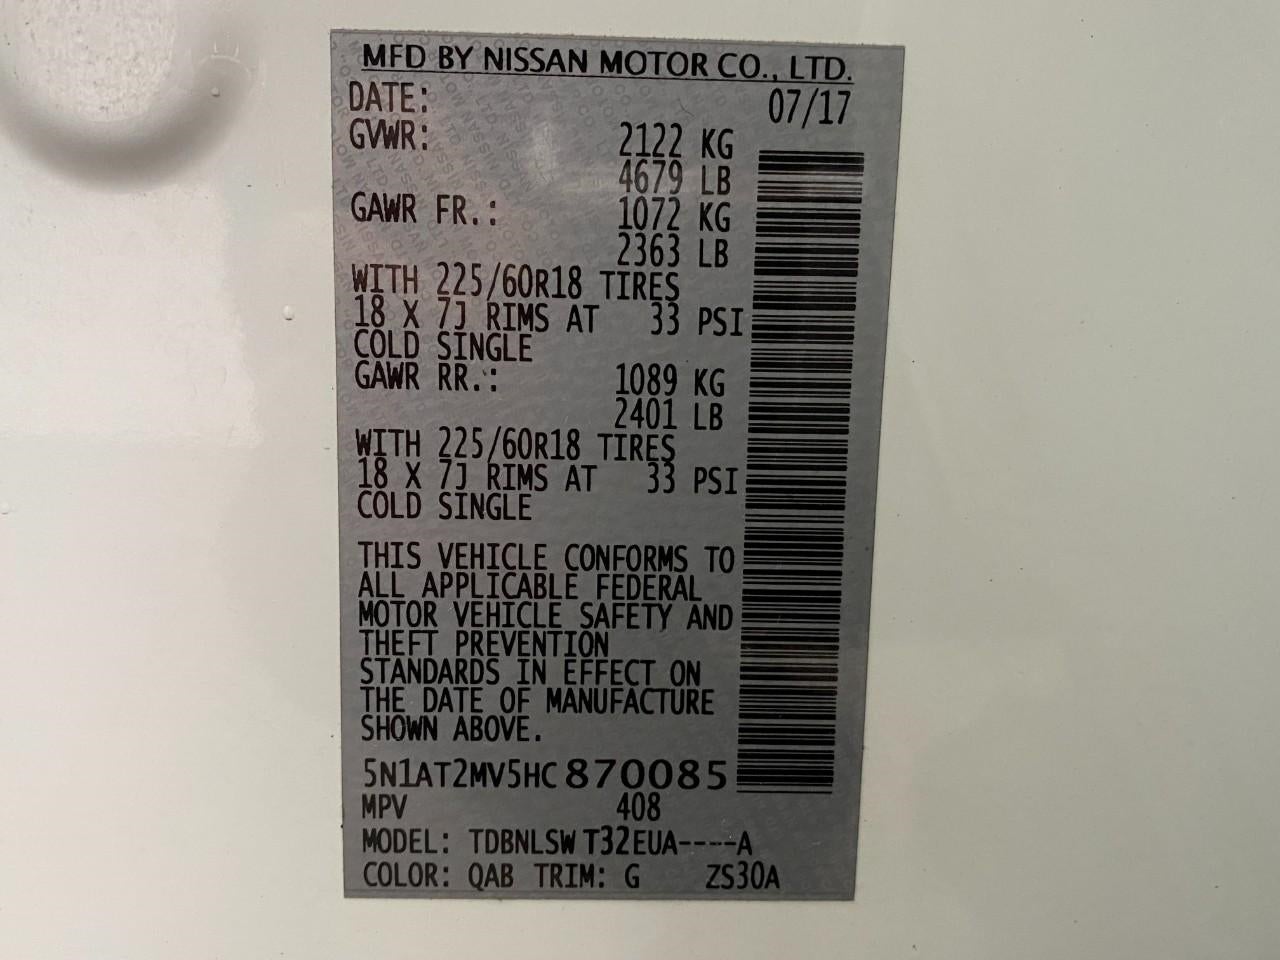 MFD BY NISSAN MOTOR CO., LTD.
DATE: 07/17
GVWR: 2122 KG
4679 LB
GAWR FR.: 1072 KG
2363 LB
WITH 225/60R18 TIRES
18 X 7J RIMS AT 33 PSI
COLD SINGLE
GAWR RR.: 1089 KG
2401 LB
WITH 225/60R18 TIRES
18 X 7J RIMS AT 33 PSI
COLD SINGLE
THIS VEHICLE CONFORMS TO
ALL APPLICABLE FEDERAL
MOTOR VEHICLE SAFETY AND
THEFT PREVENTION
STANDARDS IN EFFECT ON
THE DATE OF MANUFACTURE
SHOWN ABOVE.
5N1AT2MV5HC870085
MPV 408
MODEL: TDBNLSW T32EUA----A
COLOR: QAB TRIM: G ZS30A